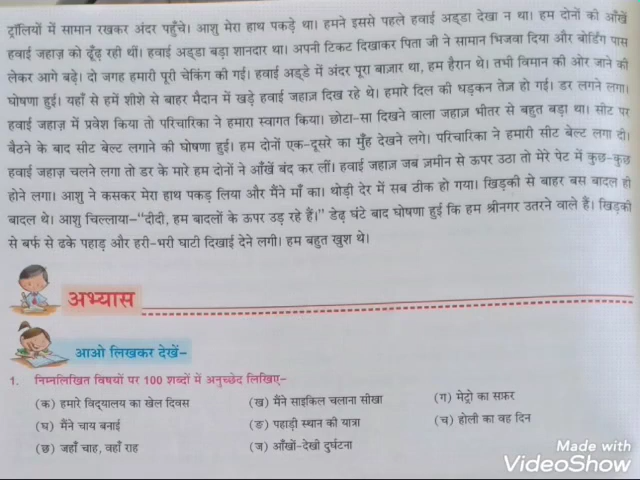 ट्रॉलियों में सामान रखकर अंदर पहुँचे। आशु मेरा हाथ पकड़े था। हमने इससे पहले हवाई अड्डा देखा न था। हम दोनों की आँखें
हवाई जहाज़ को ढूँढ़ रही थीं। हवाई अड्डा बड़ा शानदार था। अपनी टिकट दिखाकर पिता जी ने सामान भिजवा दिया और बोर्डिंग पास
लेकर आगे बढ़े। दो जगह हमारी पूरी चेकिंग की गई। हवाई अड्डे में अंदर पूरा बाज़ार था, हम हैरान थे। तभी विमान की ओर जाने की
घोषणा हुई। यहाँ से हमें शीशे से बाहर मैदान में खड़े हवाई जहाज़ दिख रहे थे। हमारे दिल की धड़कन तेज़ हो गई। डर लगने लगा।
हवाई जहाज़ में प्रवेश किया तो परिचारिका ने हमारा स्वागत किया। छोटा-सा दिखने वाला जहाज़ भीतर से बहुत बड़ा था। सीट पर
बैठने के बाद सीट बेल्ट लगाने की घोषणा हुई। हम दोनों एक-दूसरे का मुँह देखने लगे। परिचारिका ने हमारी सीट बेल्ट लगा दी।
हवाई जहाज़ चलने लगा तो डर के मारे हम दोनों ने आँखें बंद कर लीं। हवाई जहाज़ जब ज़मीन से ऊपर उठा तो मेरे पेट में कुछ-कुछ
होने लगा। आशु ने कसकर मेरा हाथ पकड़ लिया और मैंने माँ का। थोड़ी देर में सब ठीक हो गया। खिड़की से बाहर बस बादल ही
बादल थे। आशु चिल्लाया-“दीदी, हम बादलों के ऊपर उड़ रहे हैं।” डेढ़ घंटे बाद घोषणा हुई कि हम श्रीनगर उतरने वाले हैं। खिड़की
से बर्फ से ढके पहाड़ और हरी-भरी घाटी दिखाई देने लगी। हम बहुत खुश थे।
अभ्यास
आओ लिखकर देखें-
1. निम्नलिखित विषयों पर 100 शब्दों में अनुच्छेद लिखिए-
(क) हमारे विद्यालय का खेल दिवस (ख) मैंने साइकिल चलाना सीखा (ग) मेट्रो का सफ़र
(घ) मैंने चाय बनाई (ङ) पहाड़ी स्थान की यात्रा (च) होली का वह दिन
(छ) जहाँ चाह, वहाँ राह (ज) आँखों-देखी दुर्घटना
Made with
VideoShow